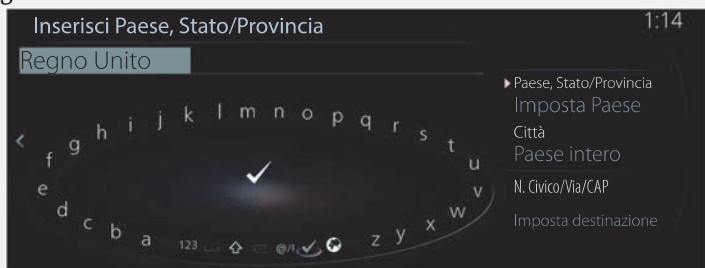 Inserisci Paese, Stato/Provincia
1:14
Regno Unito
Paese, Stato/Provincia
Imposta Paese
Città
Paese intero
N. Civico/Via/CAP
Imposta destinazione
a b c d e f g h i j k l m n o p q r s t u v w x y z
123 @/!